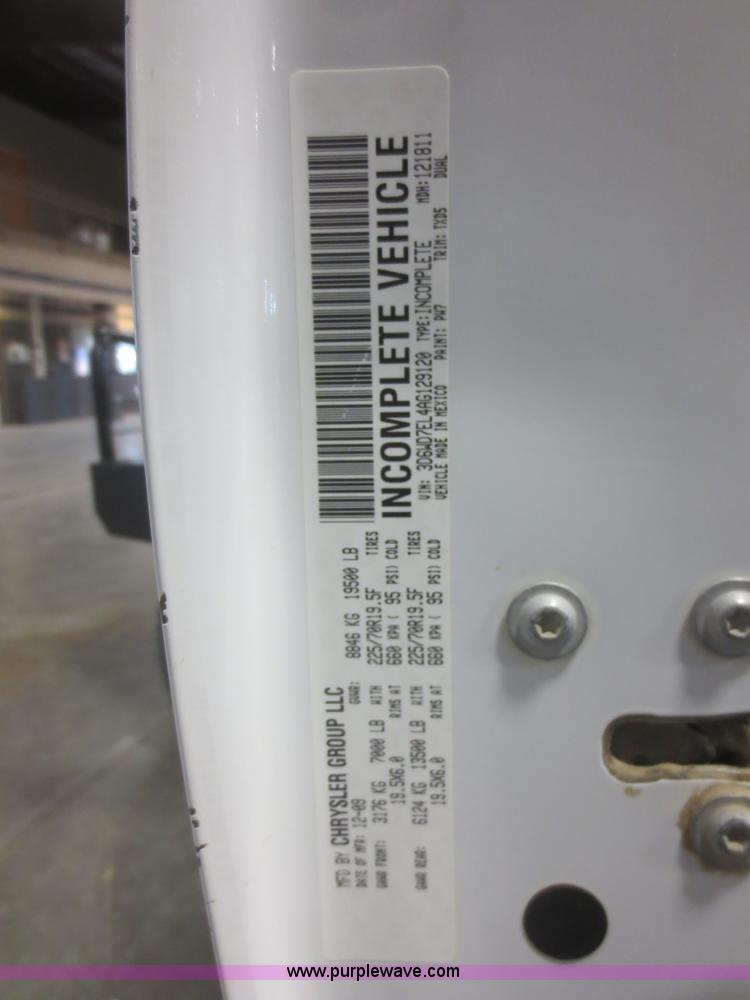 MFD BY CHRYSLER GROUP LLC
DATE OF MFR: 12-09 GVWR: 8846 KG 19500 LB
GAWR FRONT: 3176 KG 7000 LB WITH 225/70R19.5F TIRES
19.5X6.0 RIMS AT 660 KPA ( 95 PSI) COLD
GAWR REAR: 6124 KG 13500 LB WITH 225/70R19.5F TIRES
19.5X6.0 RIMS AT 660 KPA ( 95 PSI) COLD
INCOMPLETE VEHICLE
VIN: 3D6WD7EL4AG129120 TYPE:INCOMPLETE MDH:121811
VEHICLE MADE IN MEXICO PAINT: PW7 TRIM: TXD5 DUAL
www.purplewave.com